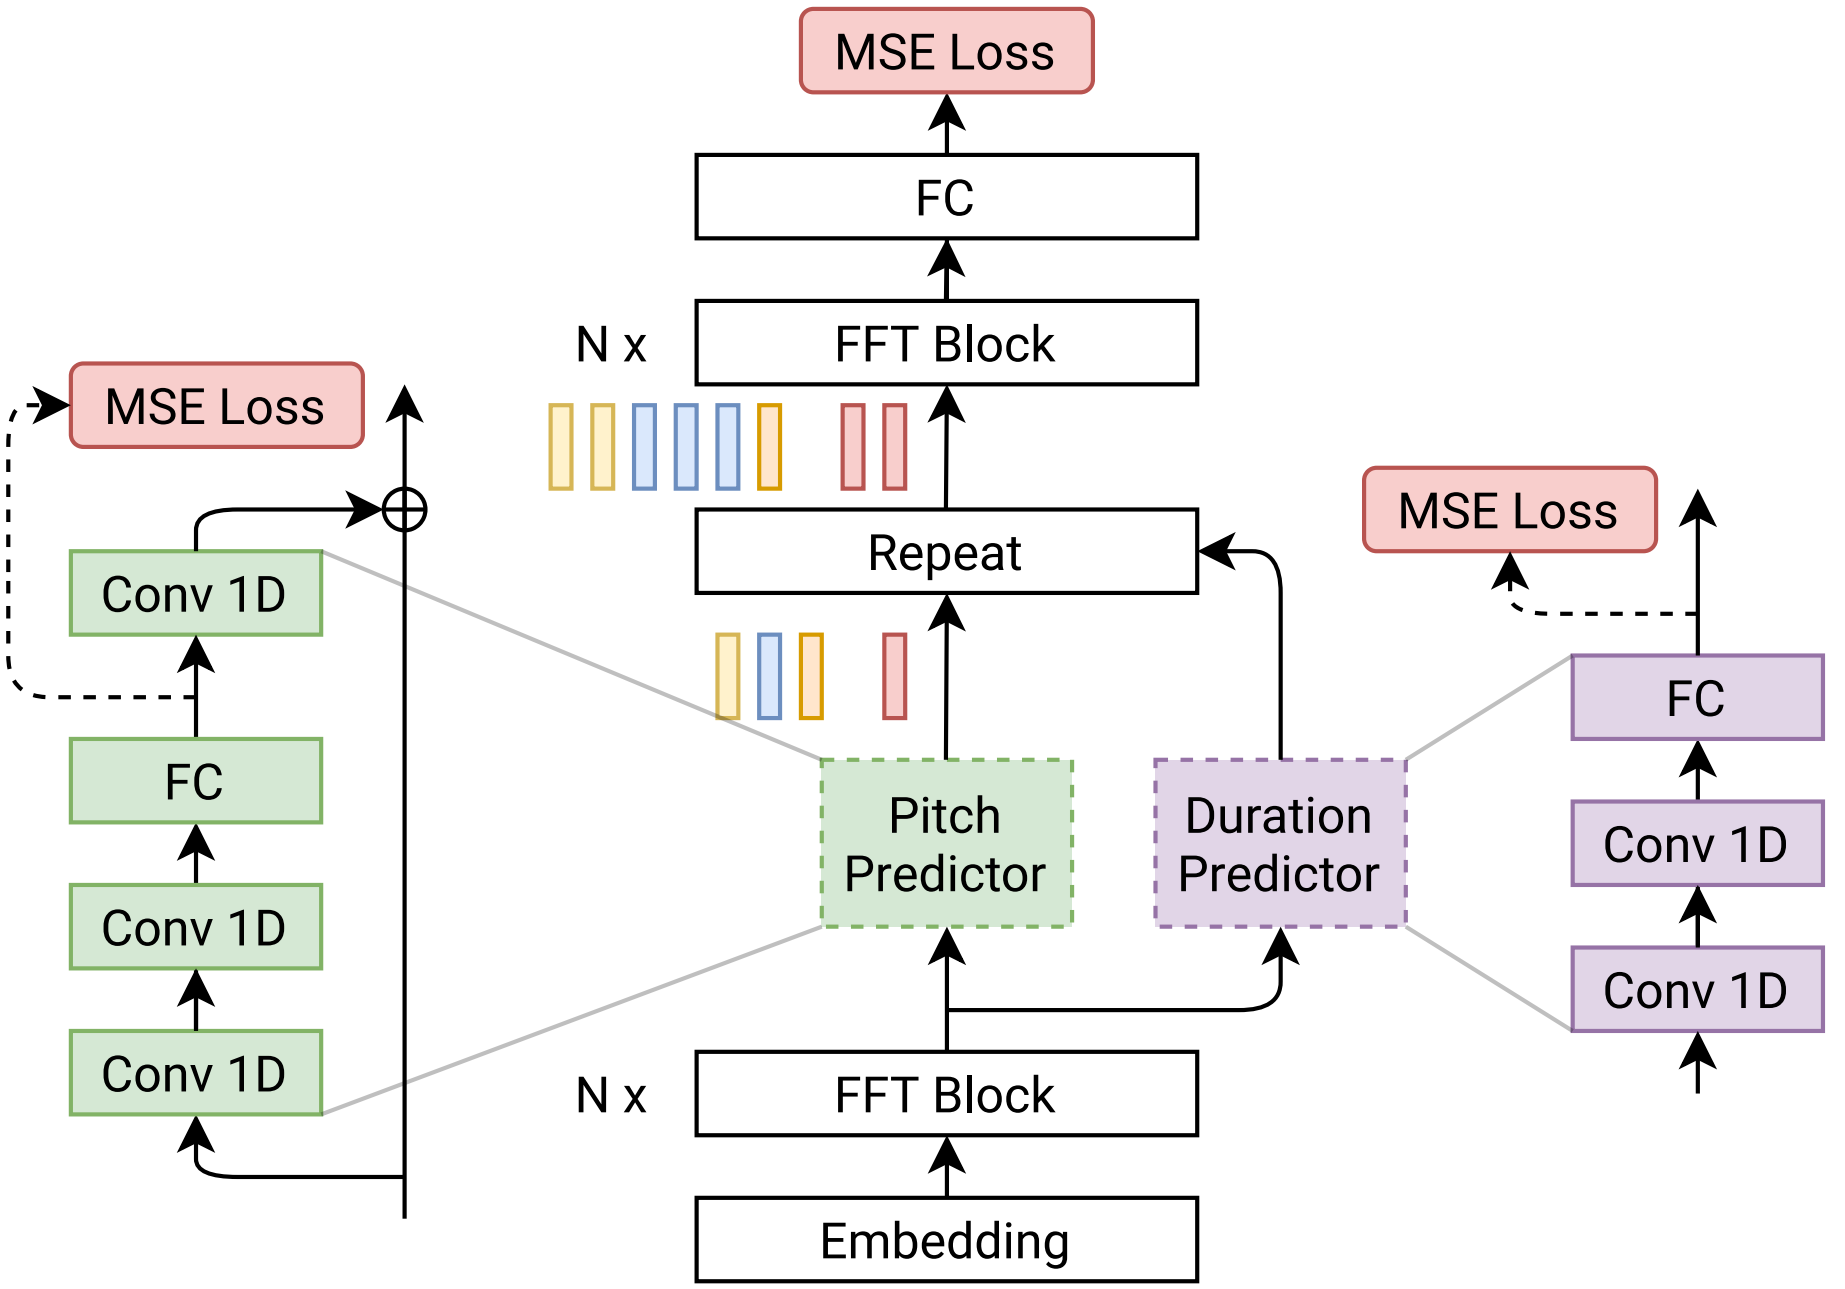 MSE Loss
FC
N x
FFT Block
MSE Loss
MSE Loss
Repeat
Conv 1D
FC
FC
Pitch
Predictor
Duration
Predictor
Conv 1D
Conv 1D
Conv 1D
Conv 1D
N x
FFT Block
Embedding